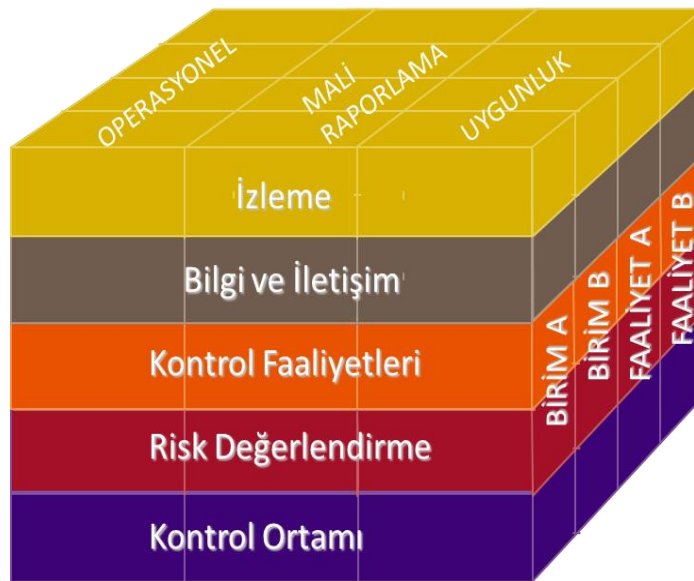 OPERASYONEL
MALİ
RAPORLAMA
UYGUNLUK
İzleme
Bilgi ve İletişim
Kontrol Faaliyetleri
Risk Değerlendirme
Kontrol Ortamı
BİRİM A
BİRİM B
FAALİYET A
FAALİYET B